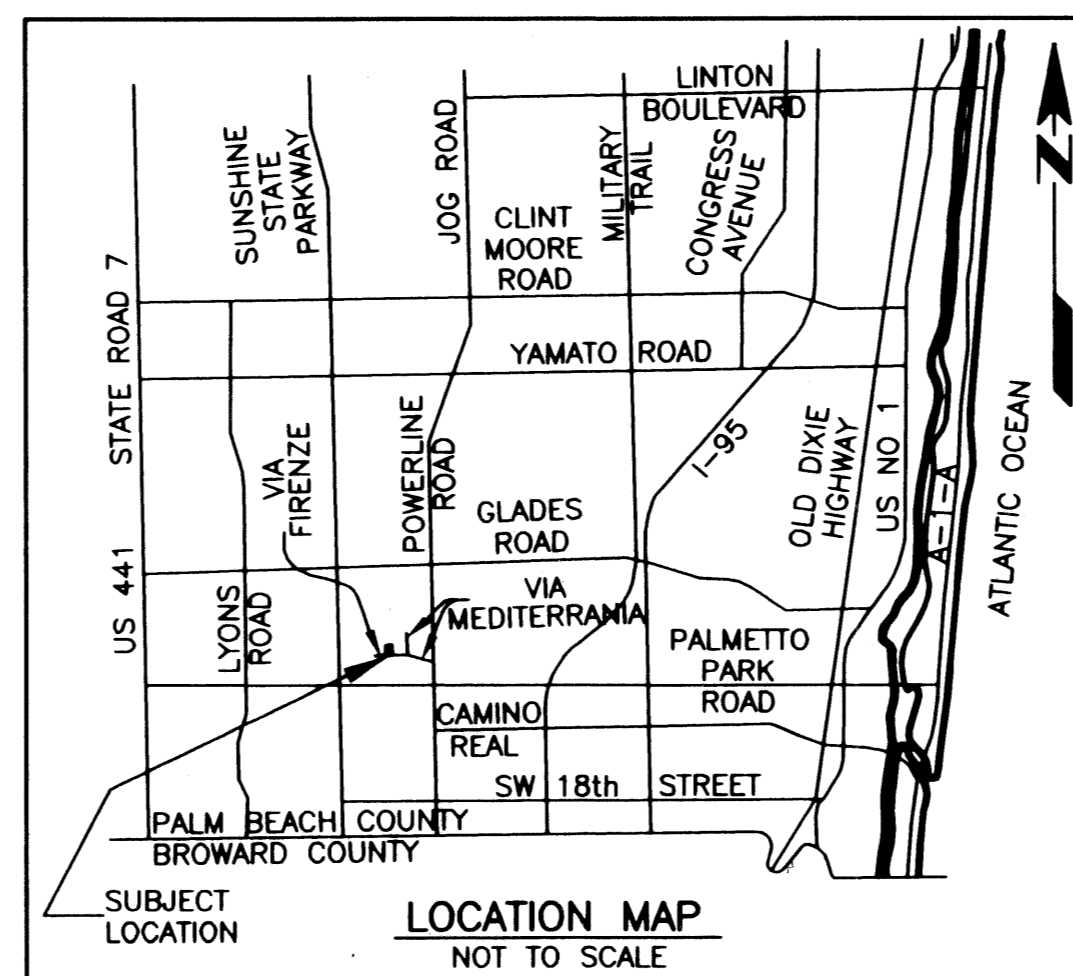 LINTON
BOULEVARD
SUNSHINE
STATE
PARKWAY
JOG ROAD
MILITARY
TRAIL
CONGRESS
AVENUE
N
CLINT
MOORE
ROAD
STATE ROAD 7
YAMATO ROAD
US 441
VIA
FIRENZE
POWERLINE
ROAD
I-95
OLD DIXIE
HIGHWAY
US NO 1
A-1-A
ATLANTIC OCEAN
GLADES
ROAD
LYONS
ROAD
VIA
MEDITERRANIA
PALMETTO
PARK
ROAD
CAMINO
REAL
SW 18th STREET
PALM BEACH COUNTY
BROWARD COUNTY
SUBJECT
LOCATION
LOCATION MAP
NOT TO SCALE